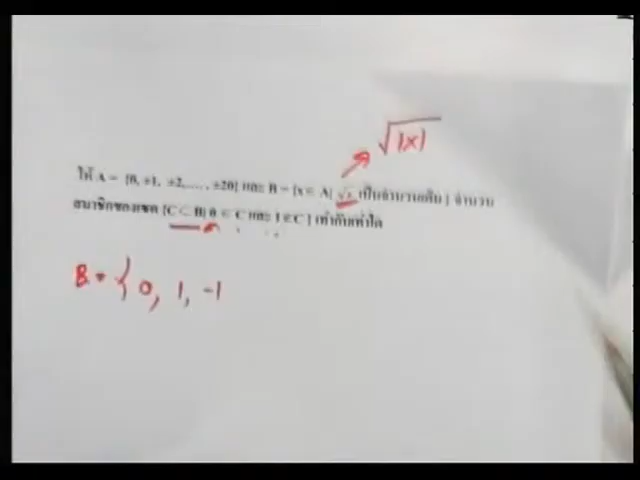 √|x|
ให้ A = {0, ±1, ±2,...., ±20} และ B = {x ∈ A| √x เป็นจำนวนเต็ม } จำนวน
สมาชิกของเซต {C ⊂ B| 0 ∈ C และ 1 ∈ C } เท่ากับเท่าใด
B = { 0, 1, -1